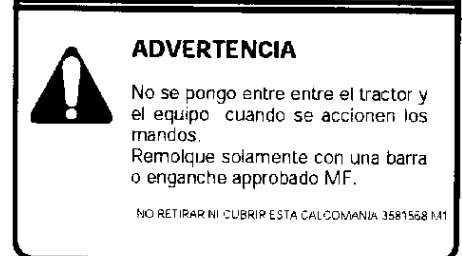 ADVERTENCIA
No se pongo entre entre el tractor y
el equipo cuando se accionen los
mandos.
Remolque solamente con una barra
o enganche approbado MF.
NO RETIRAR NI CUBRIR ESTA CALCOMANIA 3581568 M1